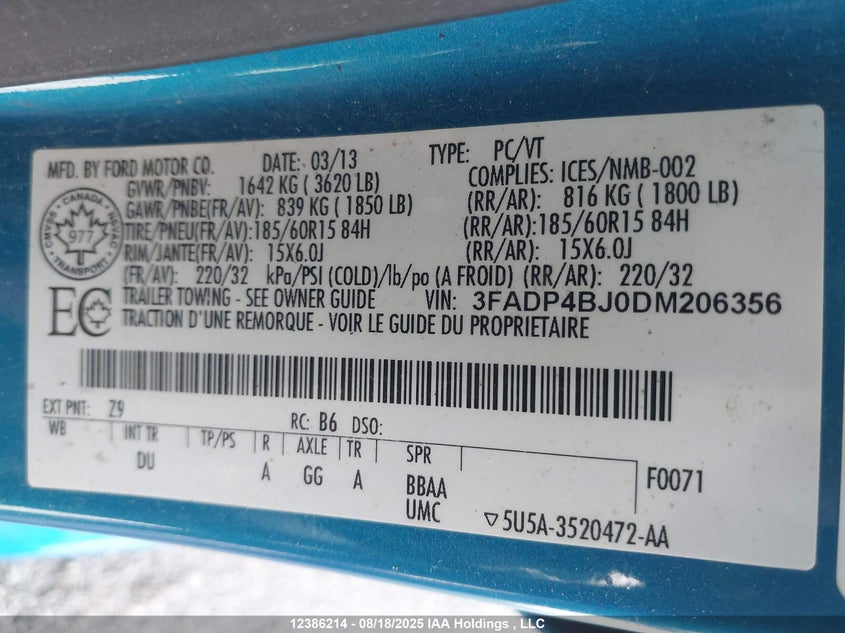 MFD. BY FORD MOTOR CO. DATE: 03/13 TYPE: PC/VT
GVWR/PNBV: 1642 KG ( 3620 LB) COMPLIES: ICES/NMB-002
GAWR/PNBE(FR/AV): 839 KG ( 1850 LB) (RR/AR): 816 KG ( 1800 LB)
TIRE/PNEU(FR/AV):185/60R15 84H (RR/AR):185/60R15 84H
RIM/JANTE(FR/AV): 15X6.0J (RR/AR): 15X6.0J
(FR/AV): 220/32 kPa/PSI (COLD)/lb/po (A FROID) (RR/AR): 220/32
TRAILER TOWING - SEE OWNER GUIDE VIN: 3FADP4BJ0DM206356
TRACTION D'UNE REMORQUE - VOIR LE GUIDE DU PROPRIETAIRE
CANADA
CMVSS NSVAC
977
TRANSPORT
EC
EXT PNT: Z9 RC: B6 DSO:
WB INT TR TP/PS R AXLE TR SPR
DU A GG A BBAA F0071
UMC ▽5U5A-3520472-AA
12386214 - 08/18/2025 IAA Holdings , LLC